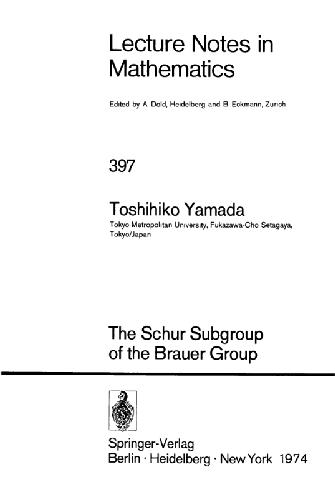 Lecture Notes in
Mathematics
Edited by A. Dold, Heidelberg and B. Eckmann, Zurich
397
Toshihiko Yamada
Tokyo Metropolitan University, Fukazawa-Cho Setagaya,
Tokyo/Japan
The Schur Subgroup
of the Brauer Group
Springer-Verlag
Berlin · Heidelberg · New York 1974